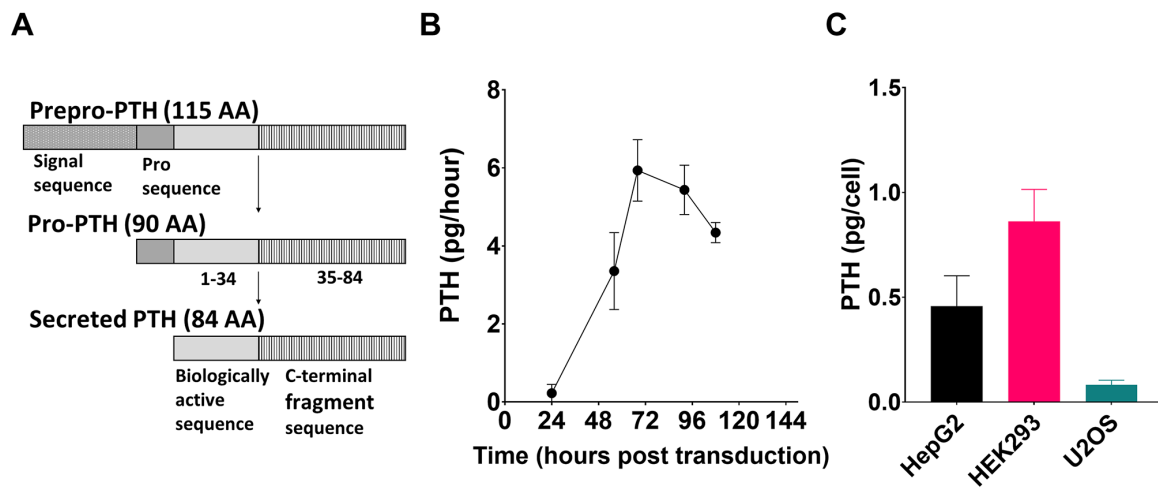 A
Prepro-PTH (115 AA)
Signal
sequence
Pro
sequence
Pro-PTH (90 AA)
1-34
35-84
Secreted PTH (84 AA)
Biologically
active
sequence
C-terminal
fragment
sequence
B
PTH (pg/hour)
8
6
4
2
0
0 24 48 72 96 120 144
Time (hours post transduction)
C
PTH (pg/cell)
1.5
1.0
0.5
0.0
HepG2
HEK293
U2OS